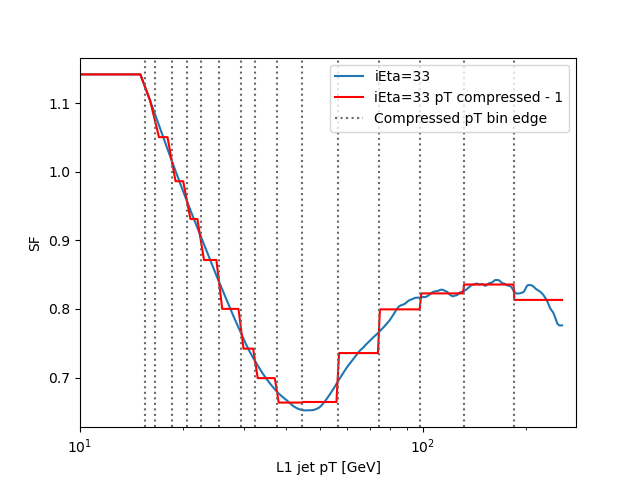 iEta=33
iEta=33 pT compressed - 1
Compressed pT bin edge
1.1
1.0
0.9
0.8
0.7
SF
10¹
10²
L1 jet pT [GeV]